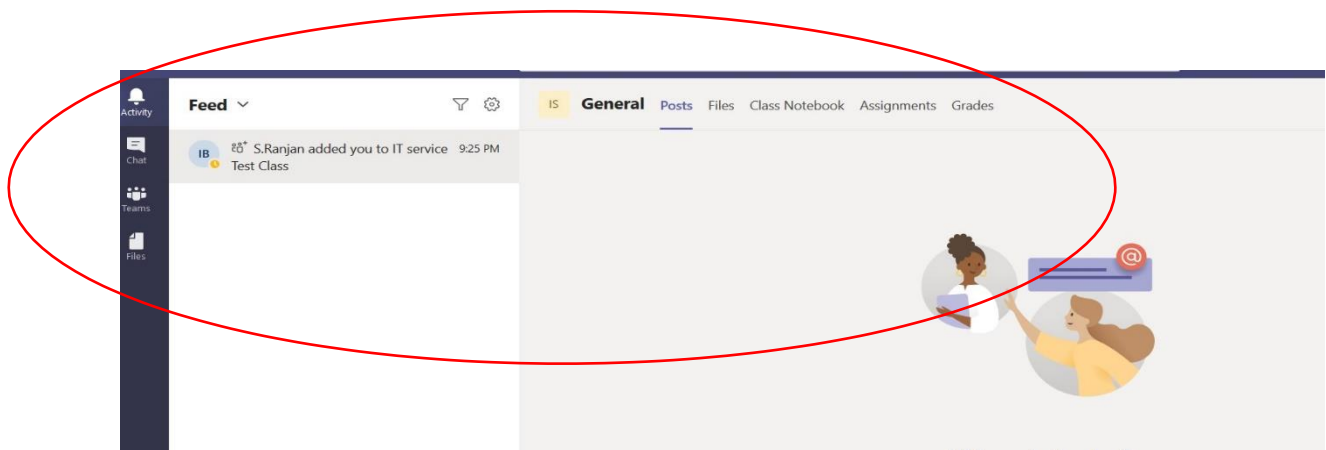 Activity
Chat
Teams
Files
Feed
IB
S.Ranjan added you to IT service 9:25 PM
Test Class
IS General Posts Files Class Notebook Assignments Grades
@